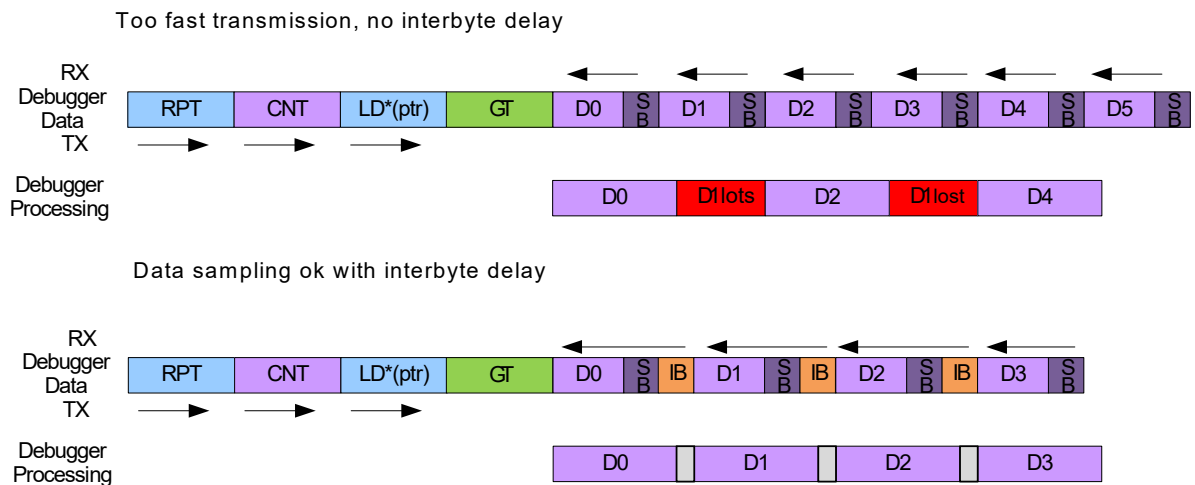 Too fast transmission, no interbyte delay
RX
Debugger
Data
TX
RPT CNT LD*(ptr) GT D0 SB D1 SB D2 SB D3 SB D4 SB D5 SB
Debugger
Processing
D0 D1lots D2 D1lost D4
Data sampling ok with interbyte delay
RX
Debugger
Data
TX
RPT CNT LD*(ptr) GT D0 SB IB D1 SB IB D2 SB IB D3 SB
Debugger
Processing
D0 D1 D2 D3